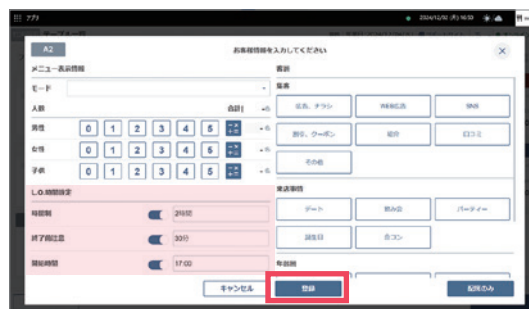 2024/12/02 (月) 16:50
A2
お客様情報を入力してください
メニュー表示情報
モード
人数
合計
-名
男性
0 1 2 3 4 5
-名
女性
0 1 2 3 4 5
-名
子供
0 1 2 3 4 5
-名
L.O.時間設定
時間制
2時間
終了前注意
30分
開始時間
17:00
書訓
集客
広告、チラシ
WEB広告
SNS
割引、クーポン
紹介
口コミ
その他
来店動機
デート
飲み会
パーティー
誕生日
合コン
年齢層
キャンセル
登録
配席のみ